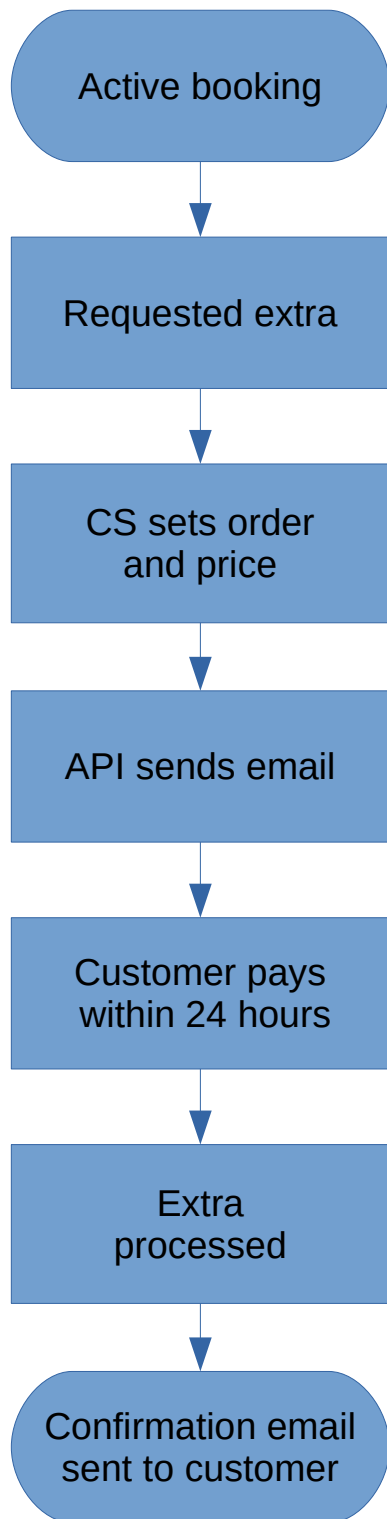 Active booking
Requested extra
CS sets order
and price
API sends email
Customer pays
within 24 hours
Extra
processed
Confirmation email
sent to customer